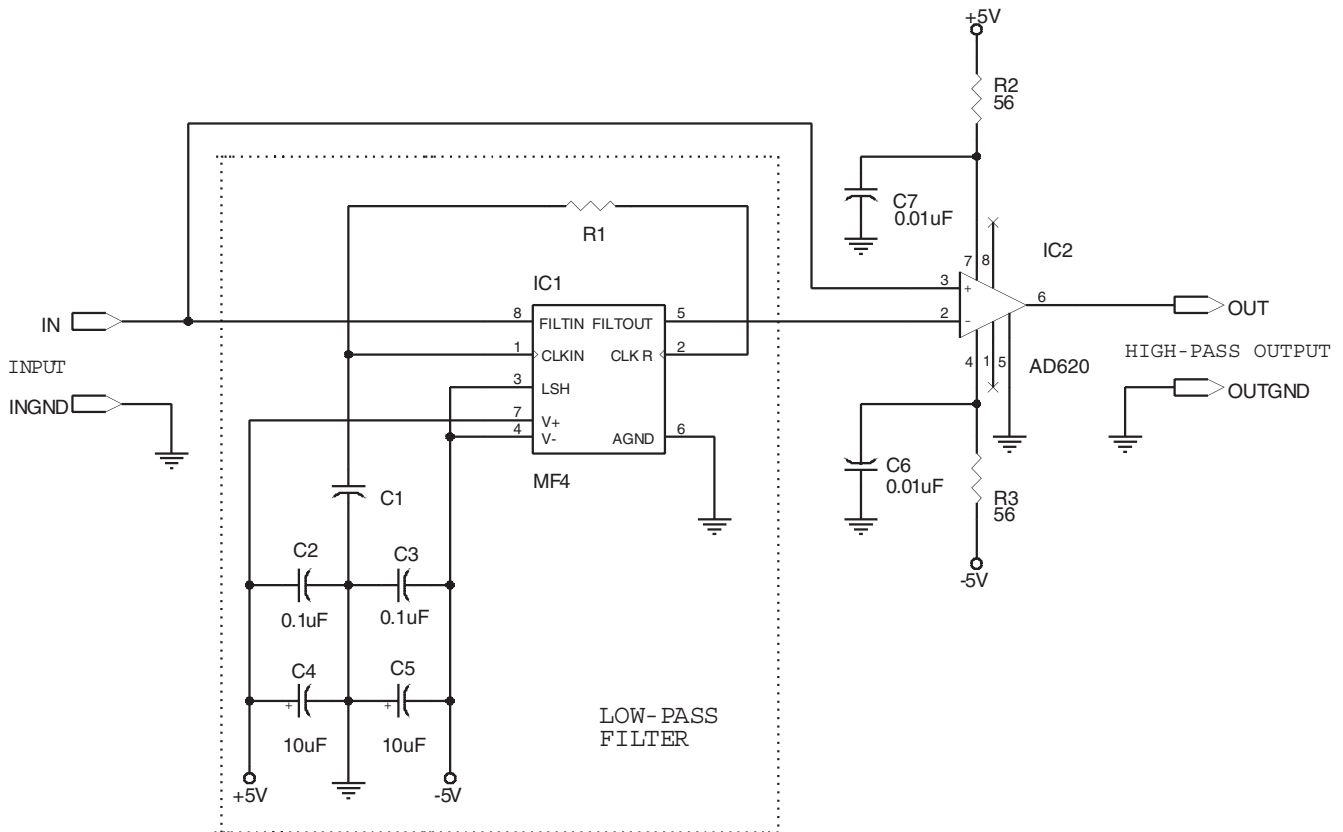 +5V
R2
56
C7
0.01uF
R1
7
8
IC2
IC1
3
+
6
IN
8
FILTIN
FILTOUT
5
2
-
OUT
1
CLKIN
CLK R
2
4
1
5
AD620
HIGH-PASS OUTPUT
INPUT
3
LSH
INGND
7
V+
4
V-
AGND
6
OUTGND
MF4
C6
0.01uF
R3
56
C1
C2
C3
0.1uF
0.1uF
-5V
C4
C5
+
+
10uF
10uF
LOW-PASS
FILTER
+5V
-5V